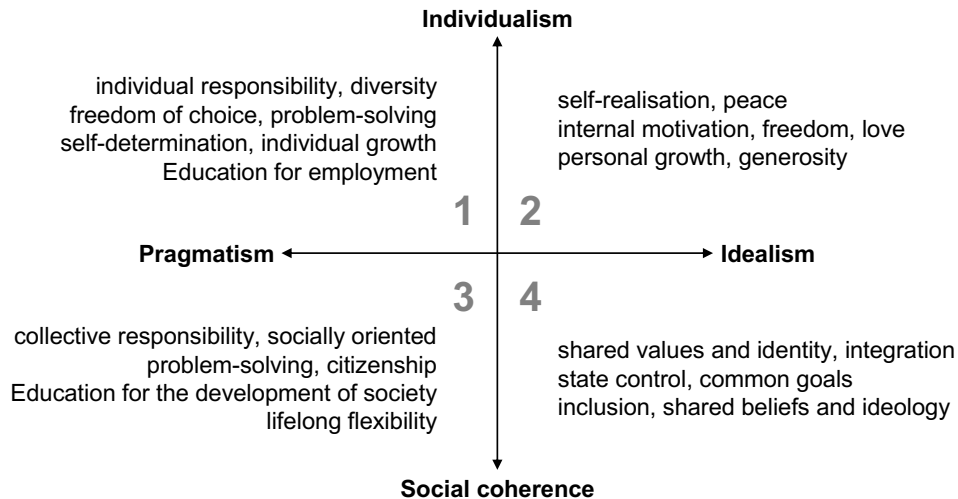 Individualism
individual responsibility, diversity
freedom of choice, problem-solving
self-determination, individual growth
Education for employment
self-realisation, peace
internal motivation, freedom, love
personal growth, generosity
1 2
Pragmatism
Idealism
3 4
collective responsibility, socially oriented
problem-solving, citizenship
Education for the development of society
lifelong flexibility
shared values and identity, integration
state control, common goals
inclusion, shared beliefs and ideology
Social coherence